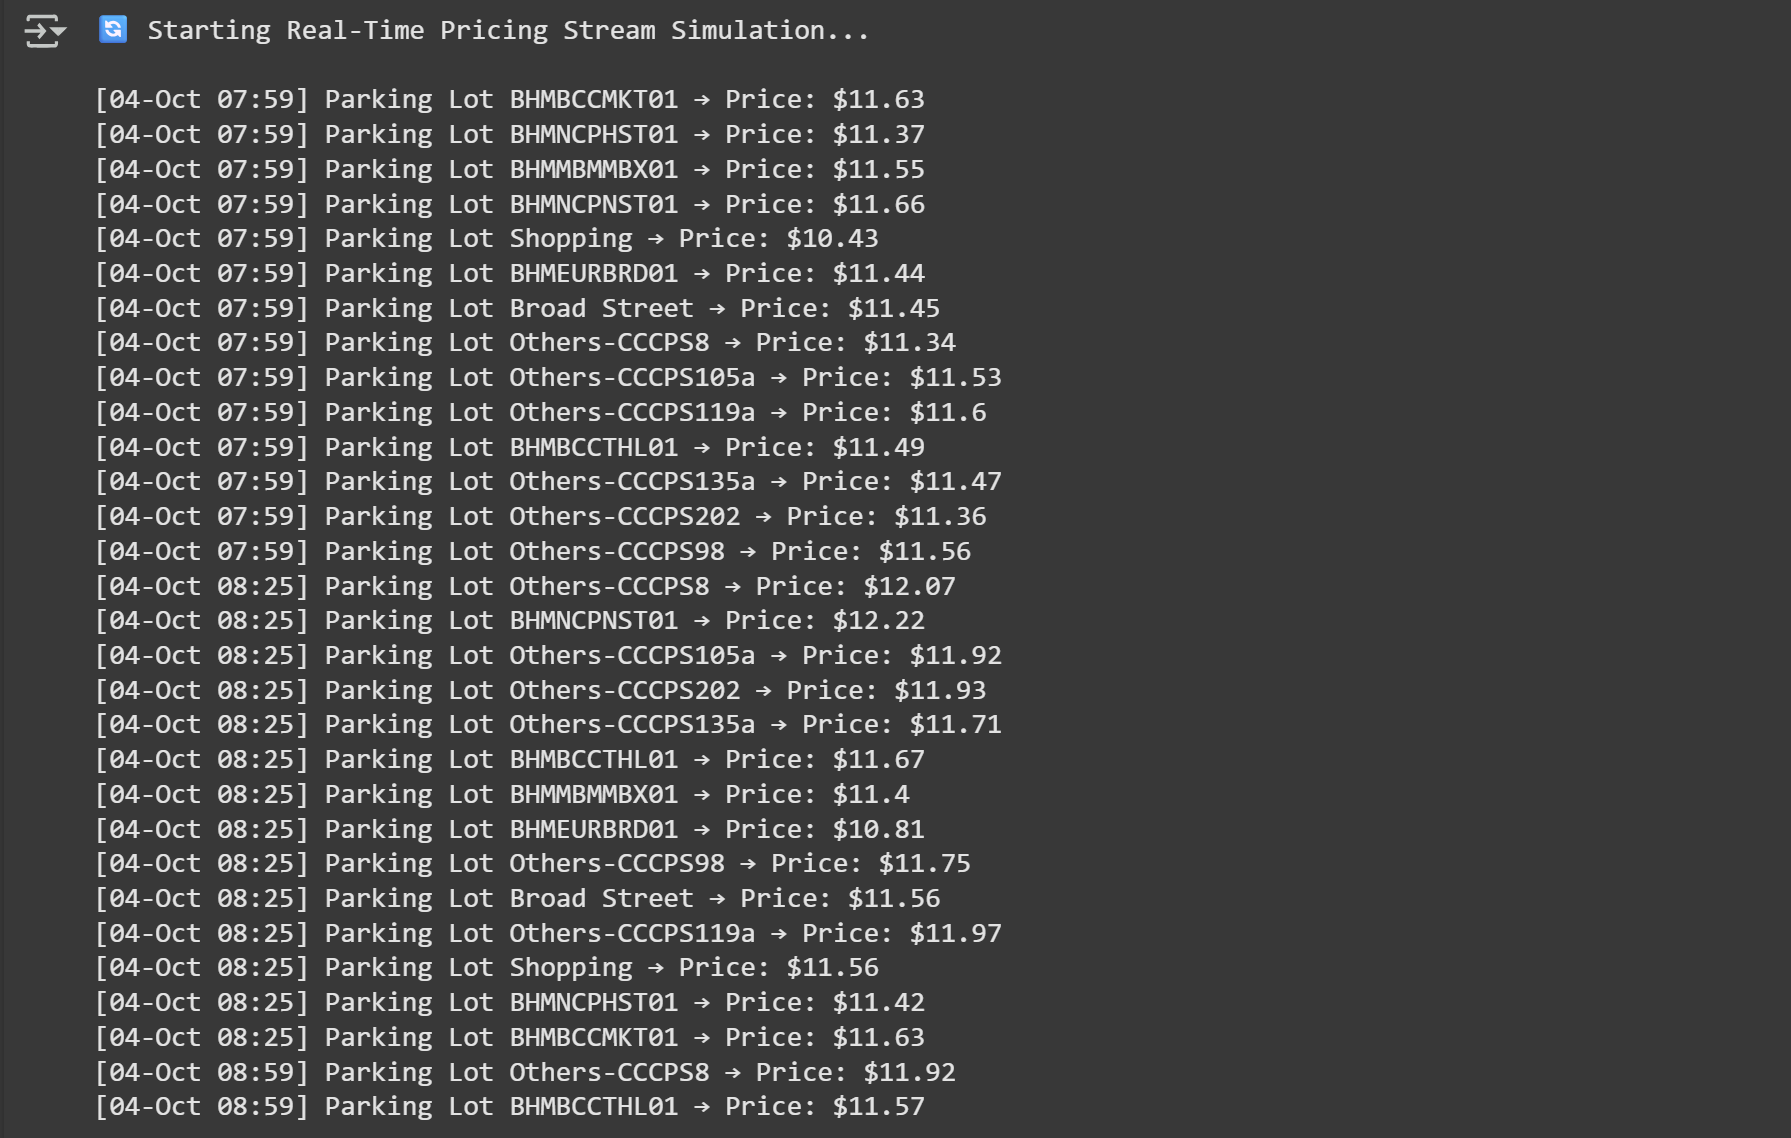 🔄 Starting Real-Time Pricing Stream Simulation...
[04-Oct 07:59] Parking Lot BHMBCCMKT01 → Price: $11.63
[04-Oct 07:59] Parking Lot BHMNCPHST01 → Price: $11.37
[04-Oct 07:59] Parking Lot BHMMBMMBX01 → Price: $11.55
[04-Oct 07:59] Parking Lot BHMNCPNST01 → Price: $11.66
[04-Oct 07:59] Parking Lot Shopping → Price: $10.43
[04-Oct 07:59] Parking Lot BHMEURBRD01 → Price: $11.44
[04-Oct 07:59] Parking Lot Broad Street → Price: $11.45
[04-Oct 07:59] Parking Lot Others-CCCPS8 → Price: $11.34
[04-Oct 07:59] Parking Lot Others-CCCPS105a → Price: $11.53
[04-Oct 07:59] Parking Lot Others-CCCPS119a → Price: $11.6
[04-Oct 07:59] Parking Lot BHMBCCTHL01 → Price: $11.49
[04-Oct 07:59] Parking Lot Others-CCCPS135a → Price: $11.47
[04-Oct 07:59] Parking Lot Others-CCCPS202 → Price: $11.36
[04-Oct 07:59] Parking Lot Others-CCCPS98 → Price: $11.56
[04-Oct 08:25] Parking Lot Others-CCCPS8 → Price: $12.07
[04-Oct 08:25] Parking Lot BHMNCPNST01 → Price: $12.22
[04-Oct 08:25] Parking Lot Others-CCCPS105a → Price: $11.92
[04-Oct 08:25] Parking Lot Others-CCCPS202 → Price: $11.93
[04-Oct 08:25] Parking Lot Others-CCCPS135a → Price: $11.71
[04-Oct 08:25] Parking Lot BHMBCCTHL01 → Price: $11.67
[04-Oct 08:25] Parking Lot BHMMBMMBX01 → Price: $11.4
[04-Oct 08:25] Parking Lot BHMEURBRD01 → Price: $10.81
[04-Oct 08:25] Parking Lot Others-CCCPS98 → Price: $11.75
[04-Oct 08:25] Parking Lot Broad Street → Price: $11.56
[04-Oct 08:25] Parking Lot Others-CCCPS119a → Price: $11.97
[04-Oct 08:25] Parking Lot Shopping → Price: $11.56
[04-Oct 08:25] Parking Lot BHMNCPHST01 → Price: $11.42
[04-Oct 08:25] Parking Lot BHMBCCMKT01 → Price: $11.63
[04-Oct 08:59] Parking Lot Others-CCCPS8 → Price: $11.92
[04-Oct 08:59] Parking Lot BHMBCCTHL01 → Price: $11.57